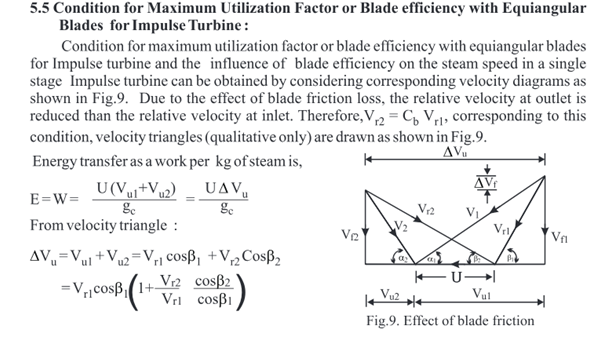 5.5 Condition for Maximum Utilization Factor or Blade efficiency with Equiangular
Blades for Impulse Turbine :
Condition for maximum utilization factor or blade efficiency with equiangular blades
for Impulse turbine and the influence of blade efficiency on the steam speed in a single
stage Impulse turbine can be obtained by considering corresponding velocity diagrams as
shown in Fig.9. Due to the effect of blade friction loss, the relative velocity at outlet is
reduced than the relative velocity at inlet. Therefore,Vr2 = Cb Vr1, corresponding to this
condition, velocity triangles (qualitative only) are drawn as shown in Fig.9.
Energy transfer as a work per kg of steam is,
E=W= U(Vu1+Vu2)/gc = UΔVu/gc
From velocity triangle :
ΔVu=Vu1+Vu2=Vr1 cosβ1 +Vr2Cosβ2
=Vr1cosβ1(1+ Vr2/Vr1 cosβ2/cosβ1)
ΔVu
ΔVr
Vr2
V1
Vf2
V2
Vr1
Vf1
α2
α1
β2
β1
U
Vu2
Vu1
Fig.9. Effect of blade friction